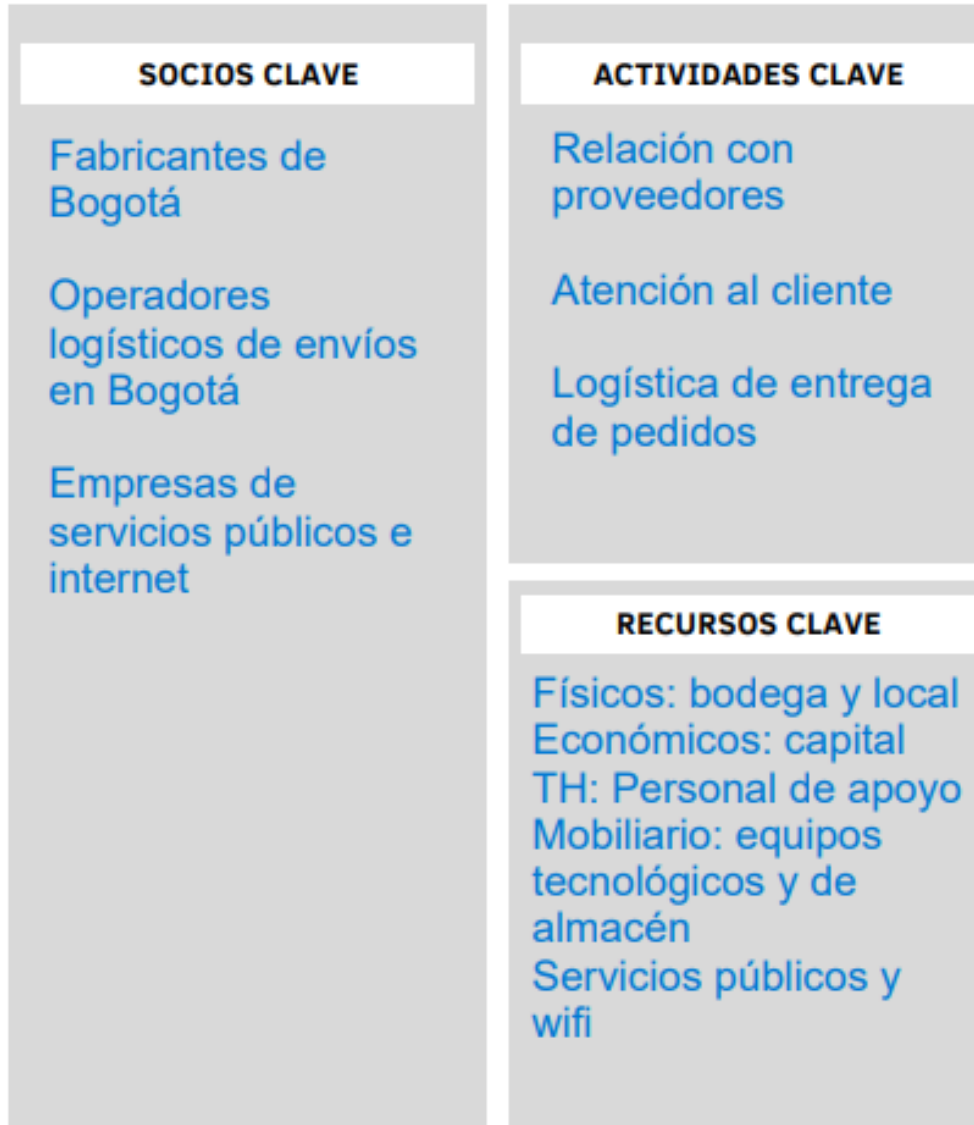 SOCIOS CLAVE
Fabricantes de
Bogotá
Operadores
logísticos de envíos
en Bogotá
Empresas de
servicios públicos e
internet
ACTIVIDADES CLAVE
Relación con
proveedores
Atención al cliente
Logística de entrega
de pedidos
RECURSOS CLAVE
Físicos: bodega y local
Económicos: capital
TH: Personal de apoyo
Mobiliario: equipos
tecnológicos y de
almacén
Servicios públicos y
wifi